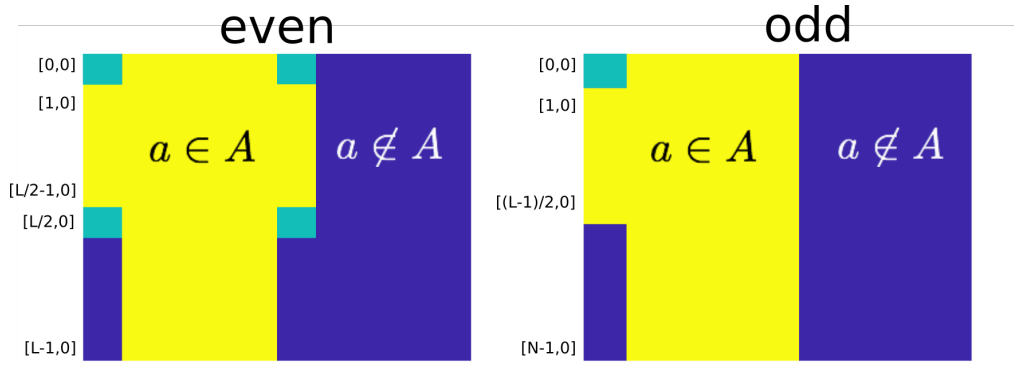 even
[0,0]
[1,0]
a ∈ A
a ∉ A
[L/2-1,0]
[L/2,0]
[L-1,0]
odd
[0,0]
[1,0]
a ∈ A
a ∉ A
[(L-1)/2,0]
[N-1,0]